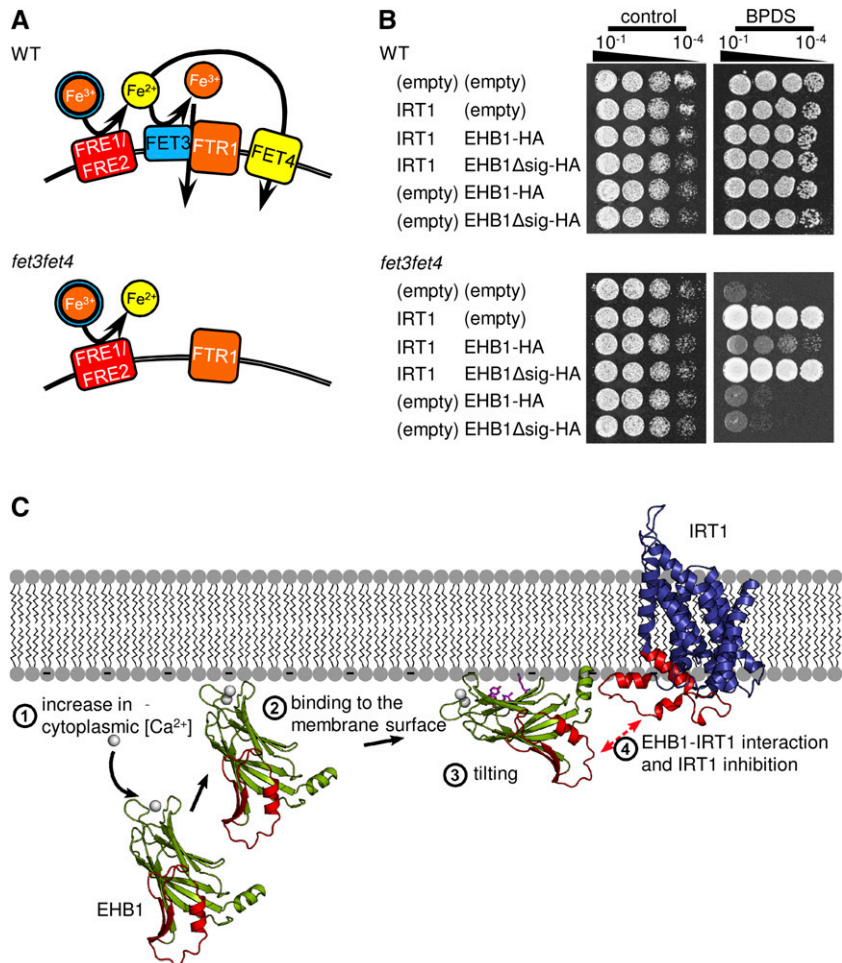 A
WT
Fe3+
Fe2+
Fe3+
FRE1/
FRE2
FET3
FTR1
FET4
fet3fet4
Fe3+
Fe2+
FRE1/
FRE2
FTR1
B
control
BPDS
10-1
10-4
10-1
10-4
WT
(empty) (empty)
IRT1 (empty)
IRT1 EHB1-HA
IRT1 EHB1Δsig-HA
(empty) EHB1-HA
(empty) EHB1Δsig-HA
fet3fet4
(empty) (empty)
IRT1 (empty)
IRT1 EHB1-HA
IRT1 EHB1Δsig-HA
(empty) EHB1-HA
(empty) EHB1Δsig-HA
C
IRT1
1 increase in
cytoplasmic [Ca2+]
2 binding to the
membrane surface
3 tilting
4 EHB1-IRT1 interaction
and IRT1 inhibition
EHB1